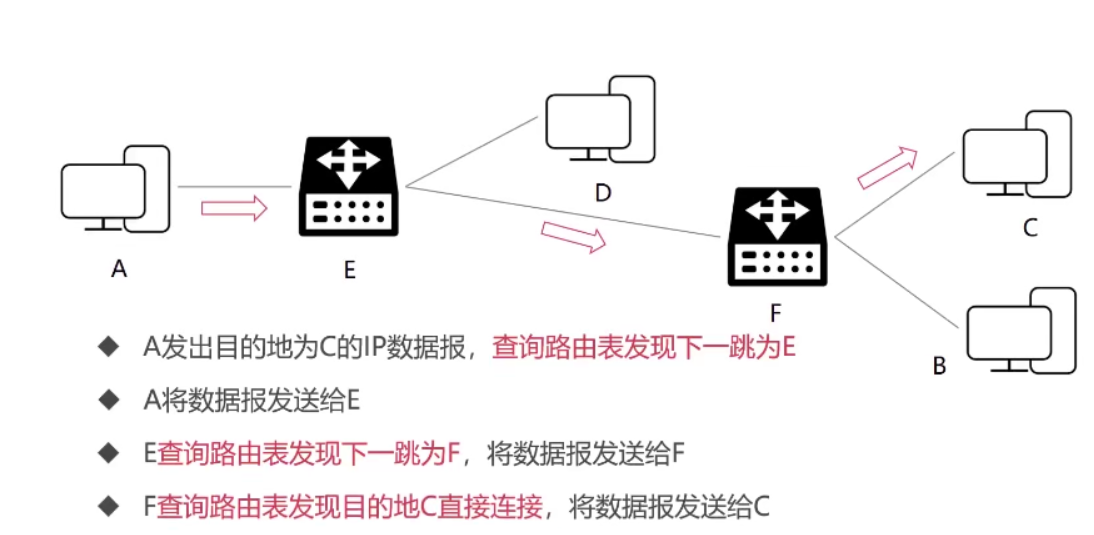 D
C
A
E
F
B
A发出目的地为C的IP数据报，查询路由表发现下一跳为E
A将数据报发送给E
E查询路由表发现下一跳为F，将数据报发送给F
F查询路由表发现目的地C直接连接，将数据报发送给C